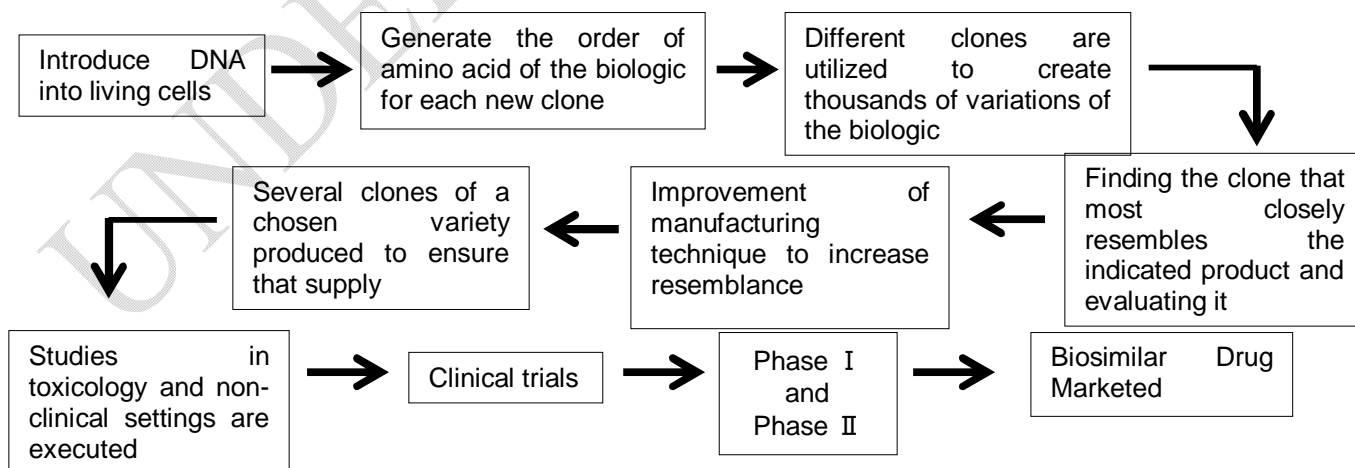 Introduce DNA
into living cells
Generate the order of
amino acid of the biologic
for each new clone
Different clones are
utilized to create
thousands of variations of
the biologic
Finding the clone that
most closely
resembles the
indicated product and
evaluating it
Improvement of
manufacturing
technique to increase
resemblance
Several clones of a
chosen variety
produced to ensure
that supply
Studies in
toxicology and non-
clinical settings are
executed
Clinical trials
Phase Ⅰ
and
Phase Ⅱ
Biosimilar Drug
Marketed